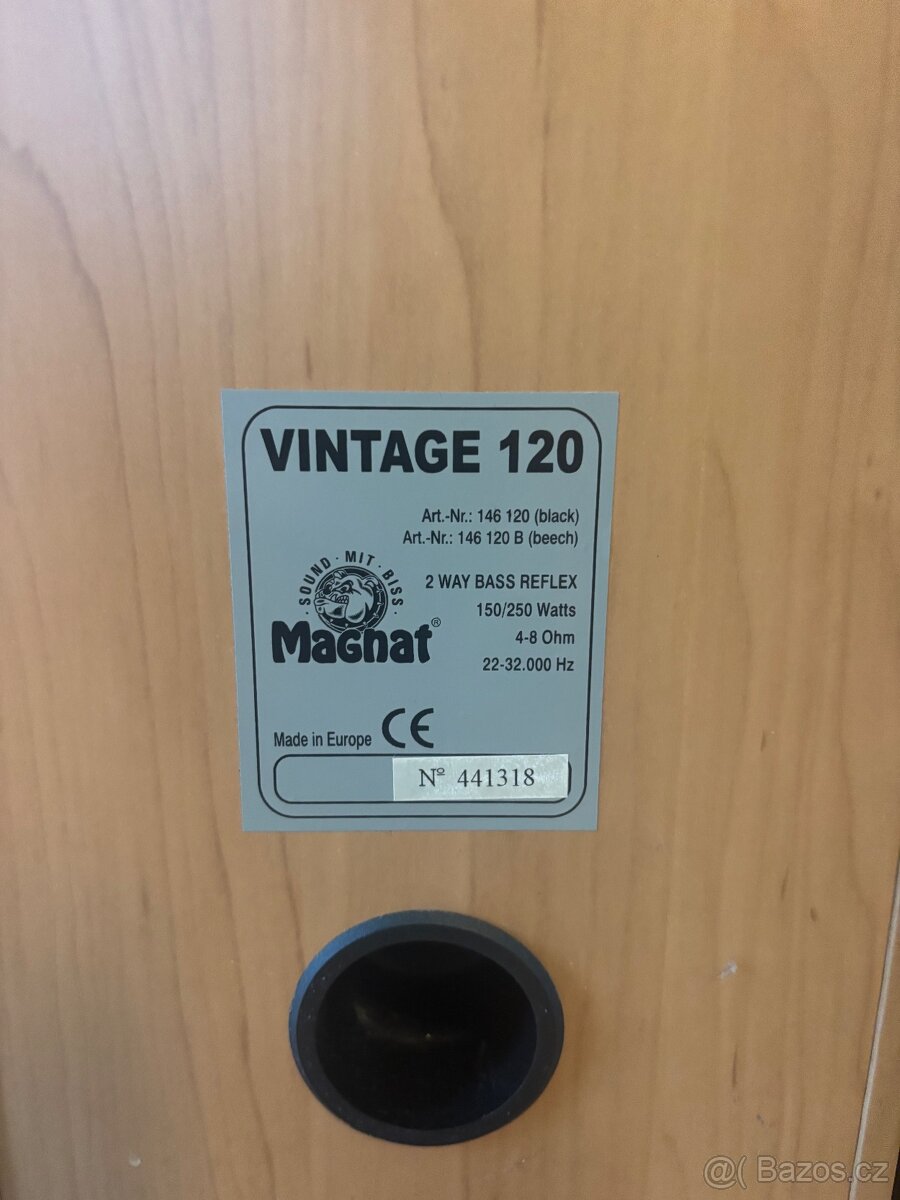 VINTAGE 120
Art.-Nr.: 146 120 (black)
Art.-Nr.: 146 120 B (beech)
· SOUND · MIT · BISS ·
Magnat®
2 WAY BASS REFLEX
150/250 Watts
4-8 Ohm
22-32.000 Hz
Made in Europe CE
Nº 441318
@( Bazos.cz